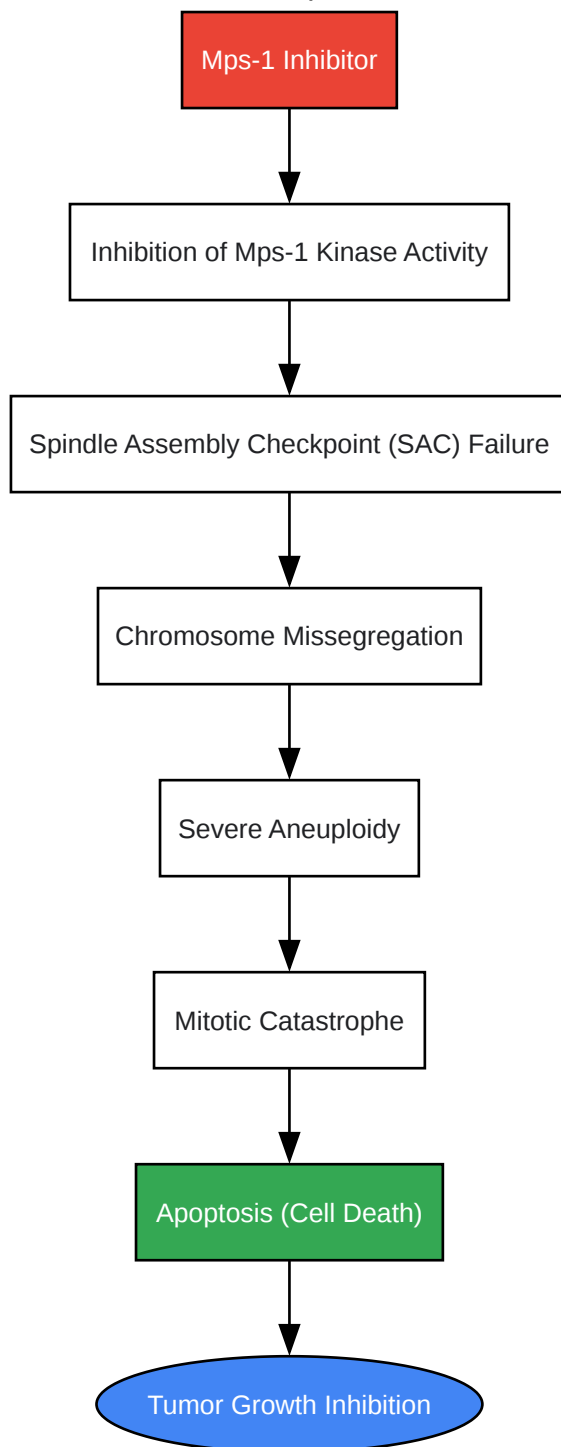 Mps-1 Inhibitor
Inhibition of Mps-1 Kinase Activity
Spindle Assembly Checkpoint (SAC) Failure
Chromosome Missegregation
Severe Aneuploidy
Mitotic Catastrophe
Apoptosis (Cell Death)
Tumor Growth Inhibition